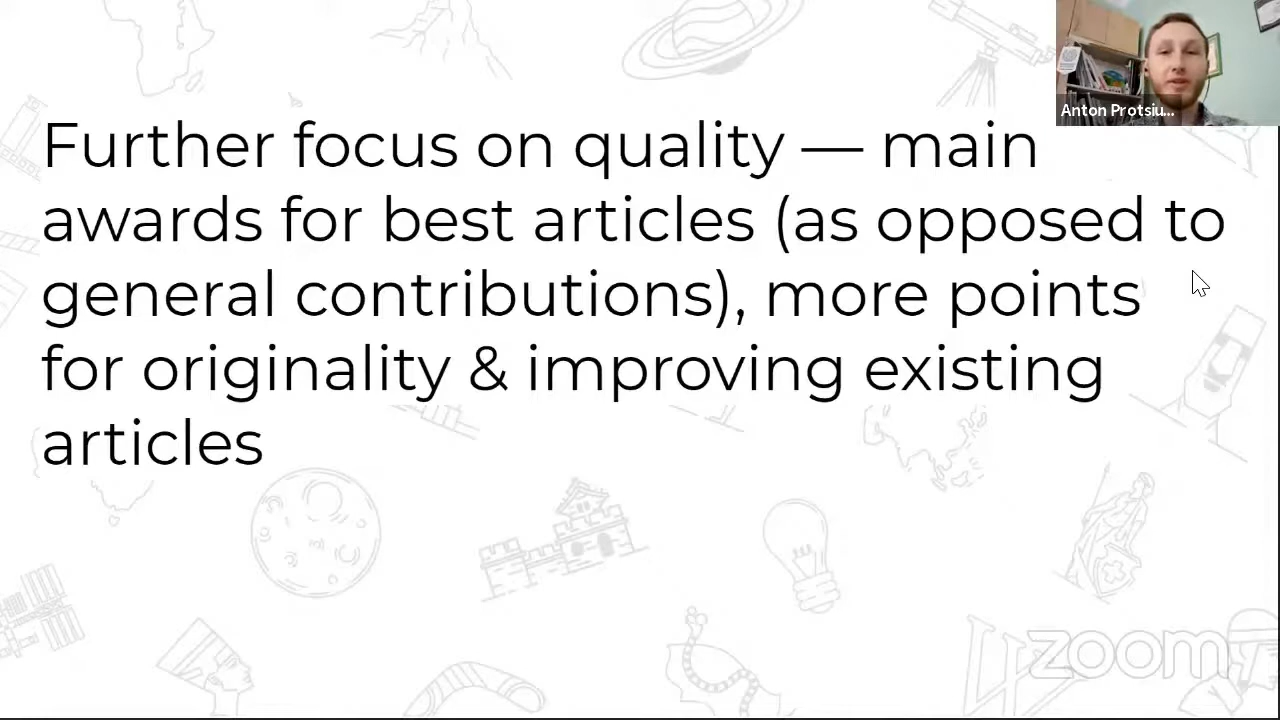 Anton Protsiu...
Further focus on quality — main
awards for best articles (as opposed to
general contributions), more points
for originality & improving existing
articles
zoom